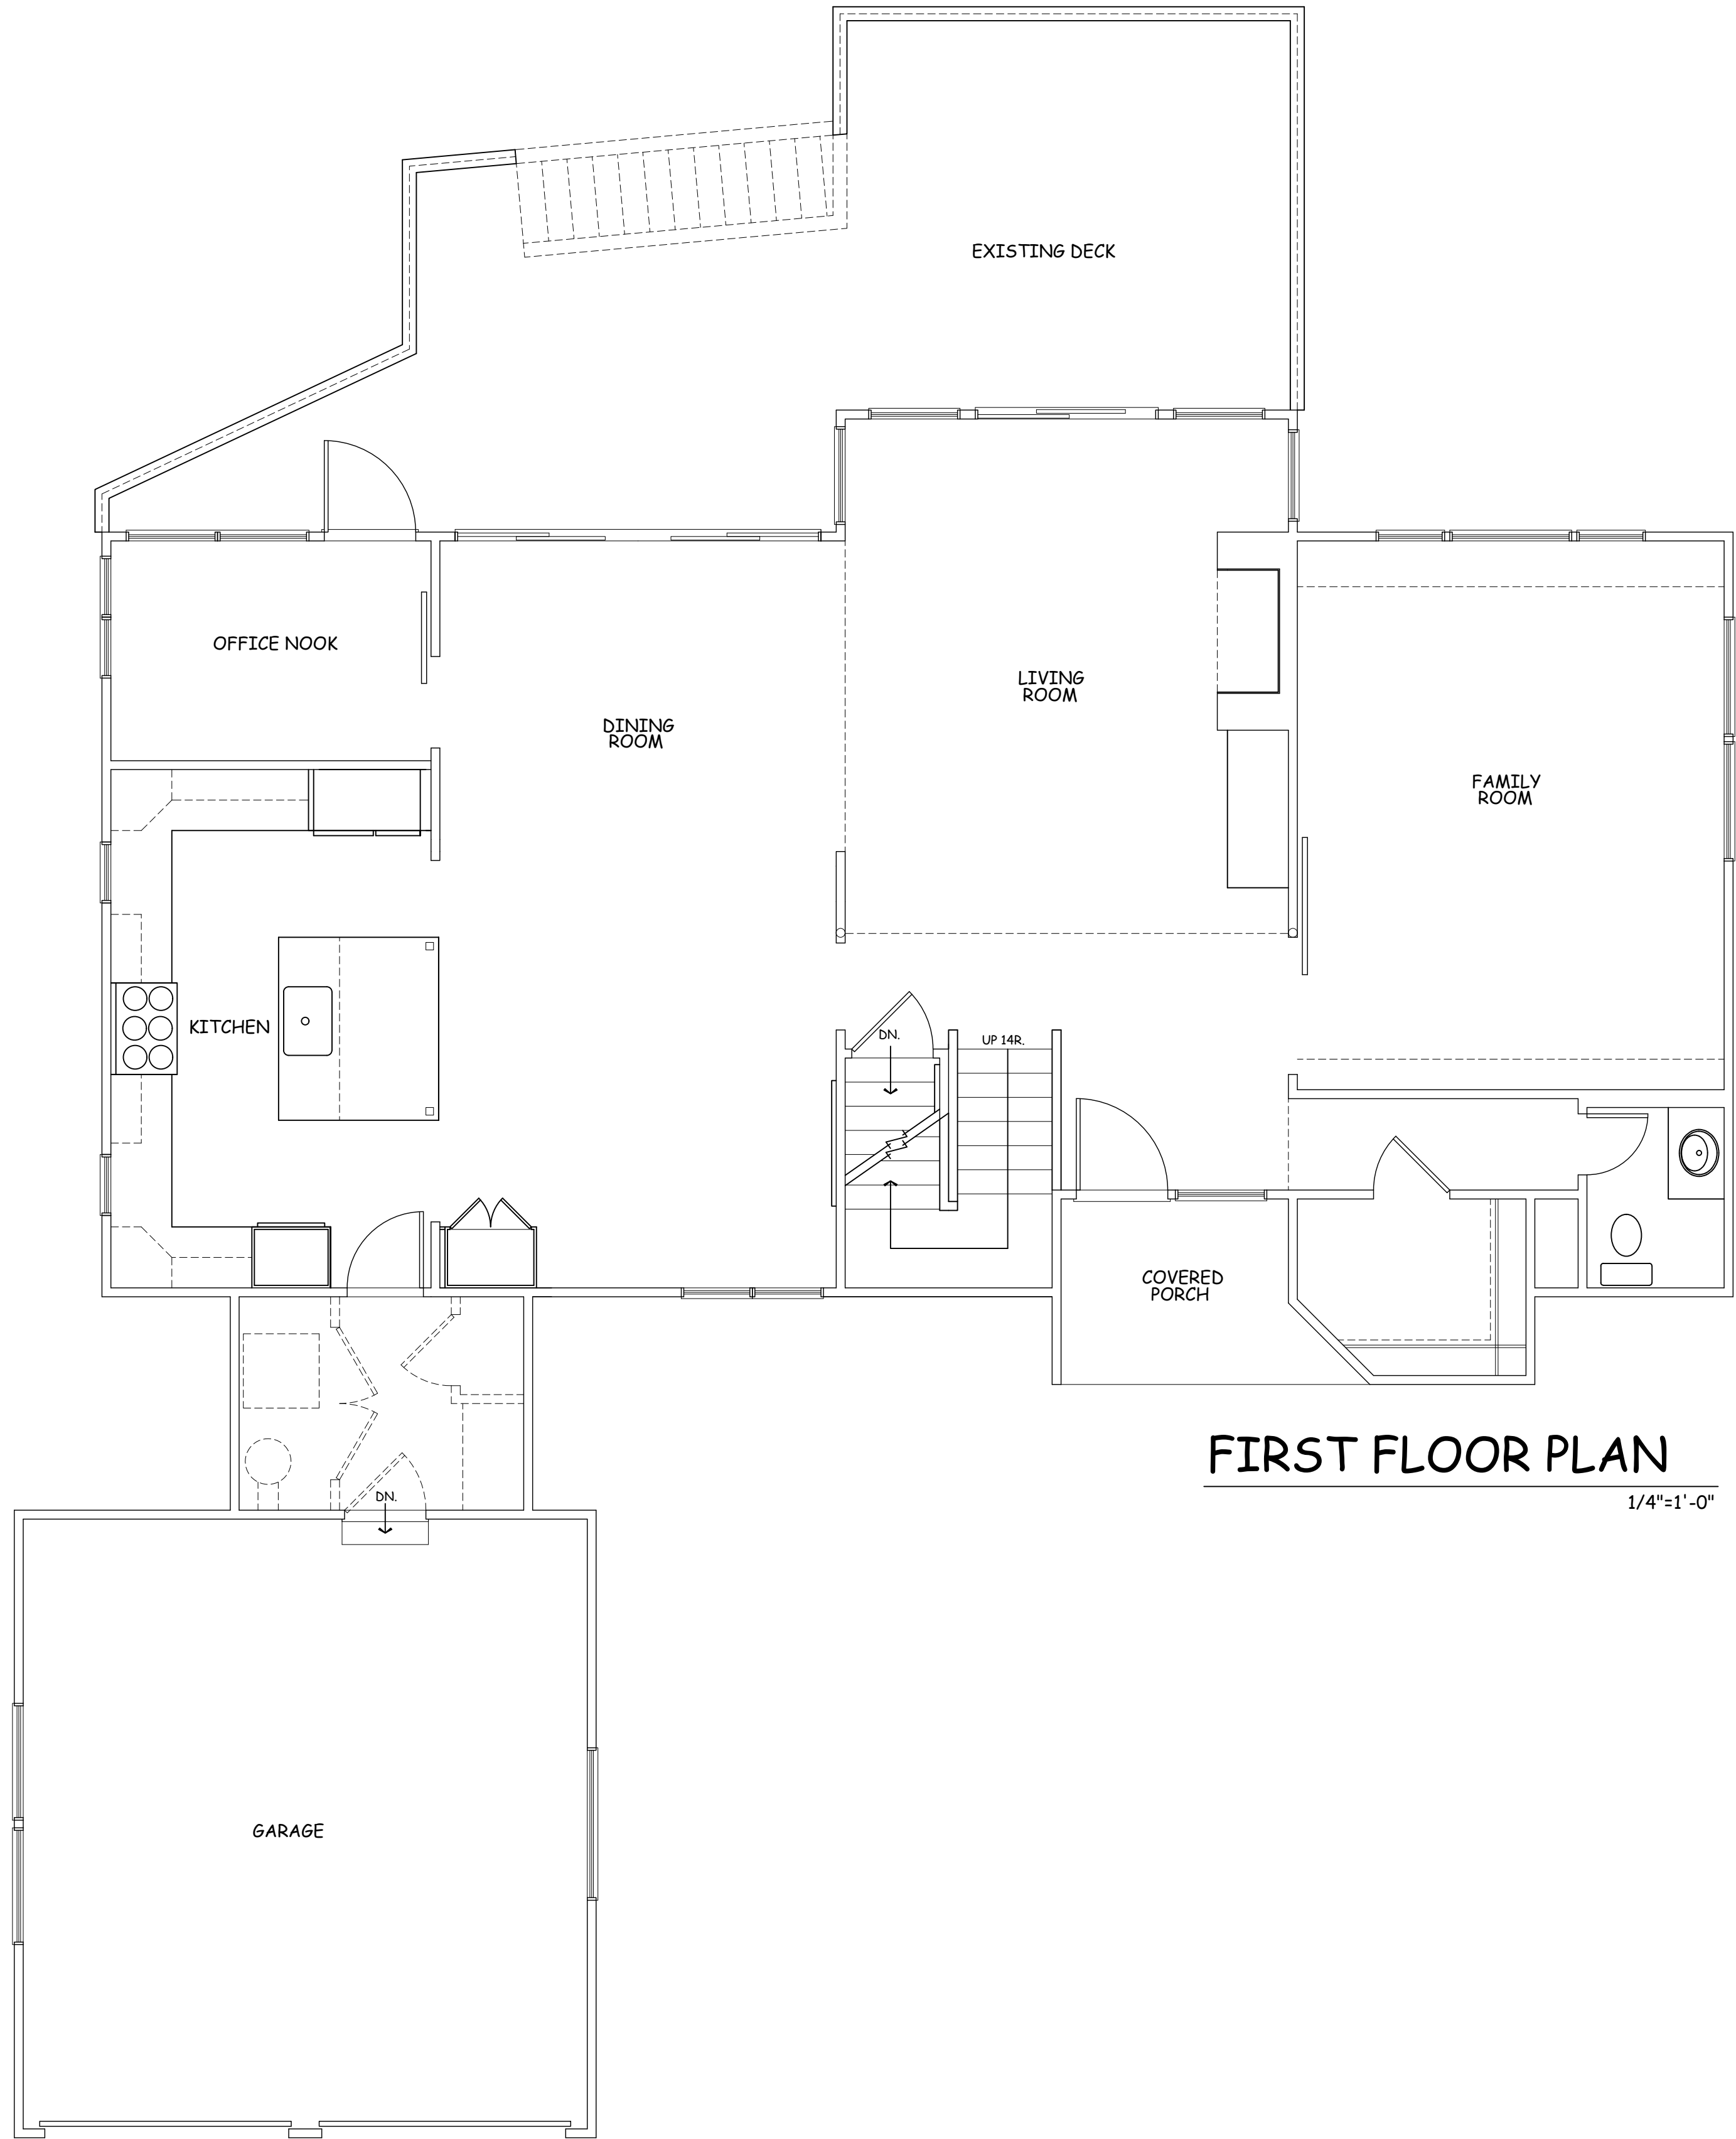 EXISTING DECK
OFFICE NOOK
LIVING
ROOM
DINING
ROOM
FAMILY
ROOM
KITCHEN
DN.
UP 14R.
COVERED
PORCH
FIRST FLOOR PLAN
1/4"=1'-0"
DN.
GARAGE